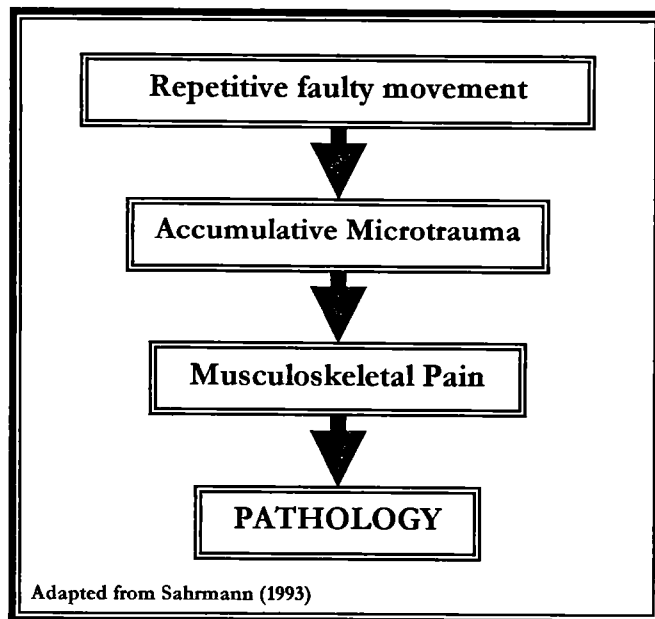 Repetitive faulty movement
Accumulative Microtrauma
Musculoskeletal Pain
PATHOLOGY
Adapted from Sahrmann (1993)